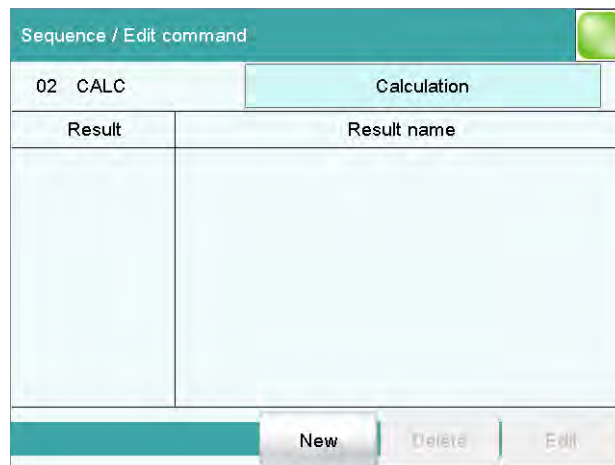 Sequence / Edit command
02 CALC Calculation
Result Result name
New Delete Edit